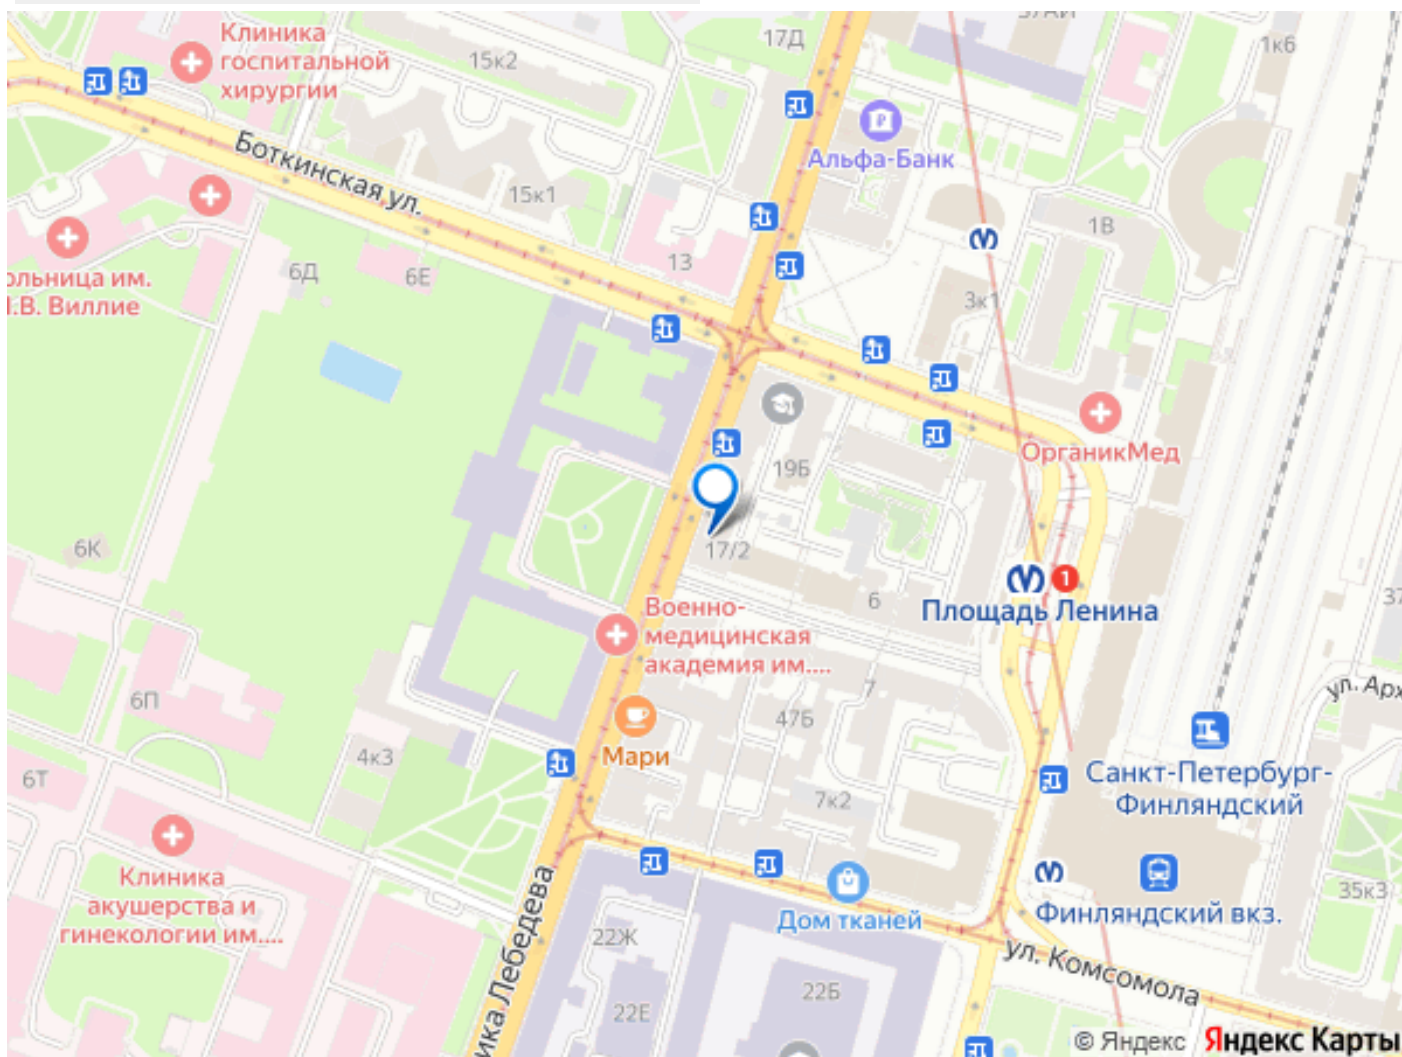 17Д
1к6
Клиника
госпитальной
хирургии
15к2
Альфа-Банк
Боткинская ул.
15к1
1В
13
6Д
6Е
им.
В. Виллие
3к1
ОрганикМед
19Б
6К
17/2
1
6
Площадь Ленина
Военно-
медицинская
академия им....
7
ул.
6П
47Б
Мари
4к3
6Т
7к2
Санкт-Петербург-
Финляндский
Клиника
акушерства и
гинекологии им....
Дом тканей
Финляндский вкз.
35к3
22Ж
Лебедева
ул. Комсомола
22Б
22Е
© Яндекс
Яндекс Карты